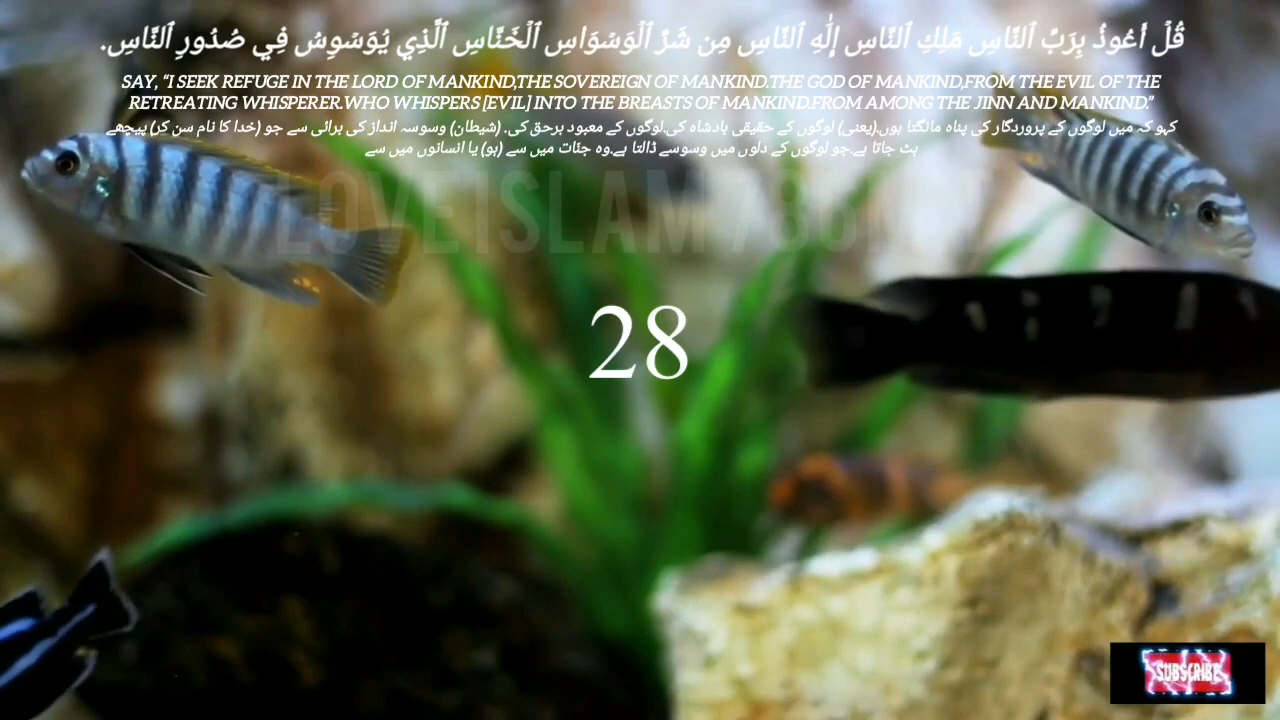 قُلْ أَعُوذُ بِرَبِّ ٱلنَّاسِ مَلِكِ ٱلنَّاسِ إِلَٰهِ ٱلنَّاسِ مِن شَرِّ ٱلْوَسْوَاسِ ٱلْخَنَّاسِ ٱلَّذِي يُوَسْوِسُ فِي صُدُورِ ٱلنَّاسِ.
SAY, “I SEEK REFUGE IN THE LORD OF MANKIND,THE SOVEREIGN OF MANKIND.THE GOD OF MANKIND,FROM THE EVIL OF THE
RETREATING WHISPERER.WHO WHISPERS [EVIL] INTO THE BREASTS OF MANKIND.FROM AMONG THE JINN AND MANKIND.”
کہو کہ میں لوگوں کے پروردگار کی پناہ مانگتا ہوں.(یعنی) لوگوں کے حقیقی بادشاہ کی.لوگوں کے معبود برحق کی. (شیطان) وسوسہ انداز کی برائی سے جو (خدا کا نام سن کر) پیچھے
ہٹ جاتا ہے.جو لوگوں کے دلوں میں وسوسے ڈالتا ہے.وہ جنّات میں سے (ہو) یا انسانوں میں سے
LOVEISLAM786
28
SUBSCRIBE